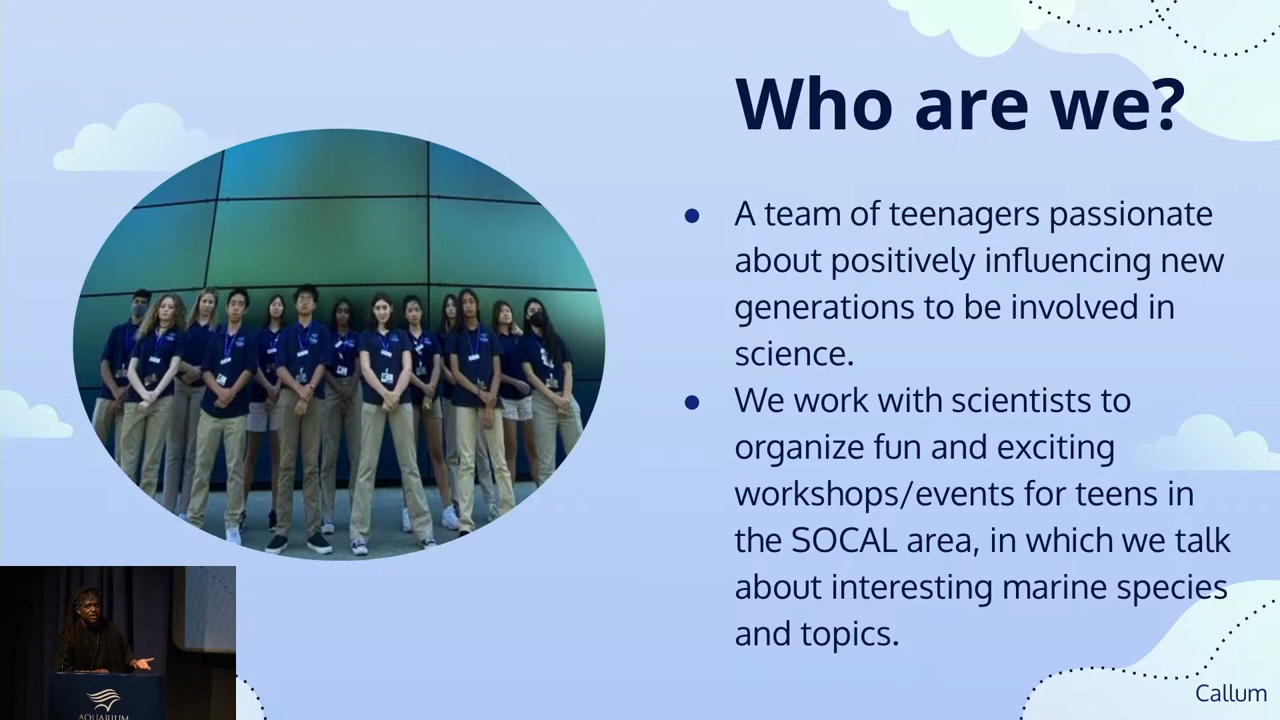 Who are we?
● A team of teenagers passionate
about positively influencing new
generations to be involved in
science.
● We work with scientists to
organize fun and exciting
workshops/events for teens in
the SOCAL area, in which we talk
about interesting marine species
and topics.
AQUARIUM
Callum